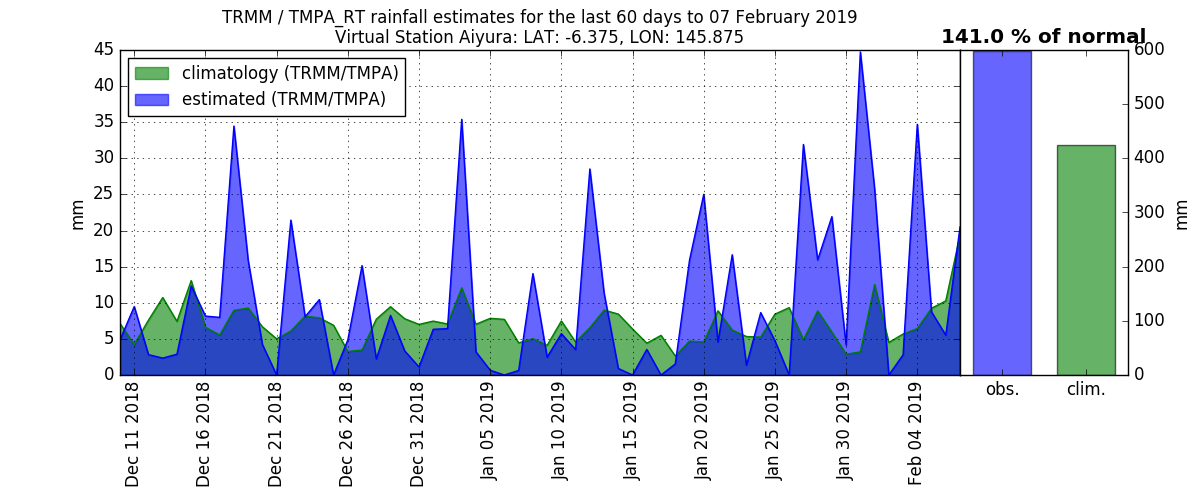 TRMM / TMPA_RT rainfall estimates for the last 60 days to 07 February 2019
Virtual Station Aiyura: LAT: -6.375, LON: 145.875
141.0 % of normal
climatology (TRMM/TMPA)
estimated (TRMM/TMPA)
45
40
35
30
25
20
15
10
5
0
mm
Dec 11 2018
Dec 16 2018
Dec 21 2018
Dec 26 2018
Dec 31 2018
Jan 05 2019
Jan 10 2019
Jan 15 2019
Jan 20 2019
Jan 25 2019
Jan 30 2019
Feb 04 2019
obs.
clim.
600
500
400
300
200
100
0
mm